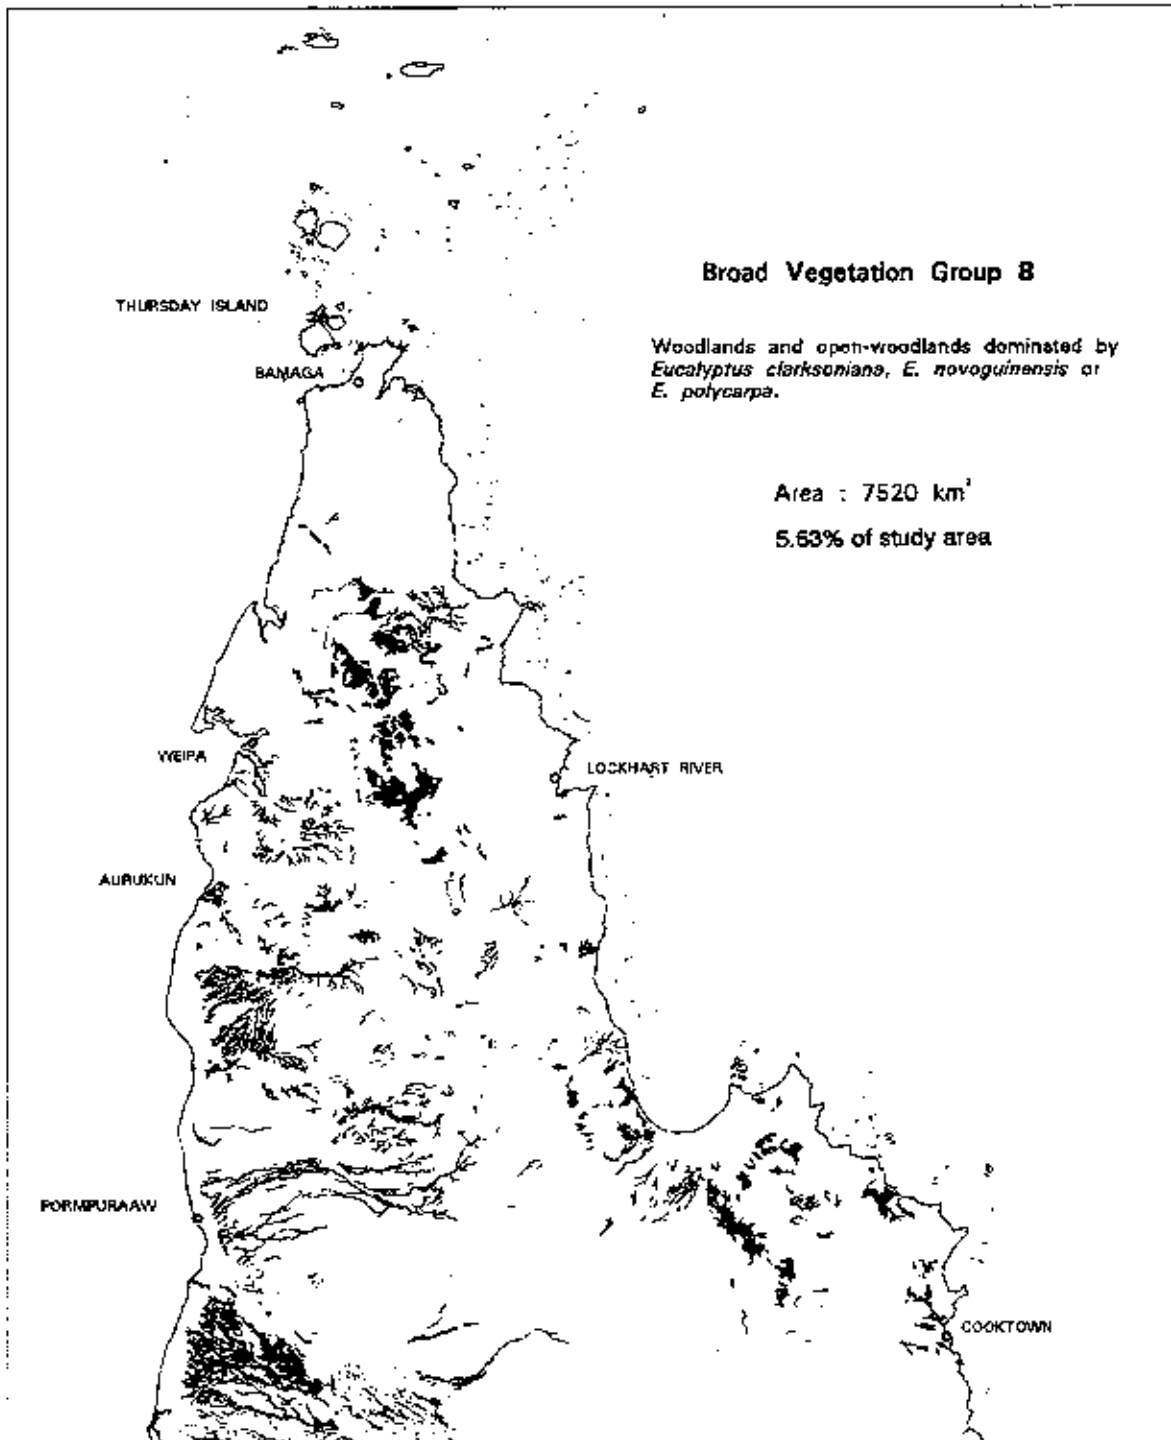 Broad Vegetation Group 8
THURSDAY ISLAND
Woodlands and open-woodlands dominated by
Eucalyptus clarksoniana, E. novoguinensis or
E. polycarpa.
BAMAGA
Area : 7520 km²
5.63% of study area
WEIPA
LOCKHART RIVER
AURUKUN
PORMPURAAW
COOKTOWN